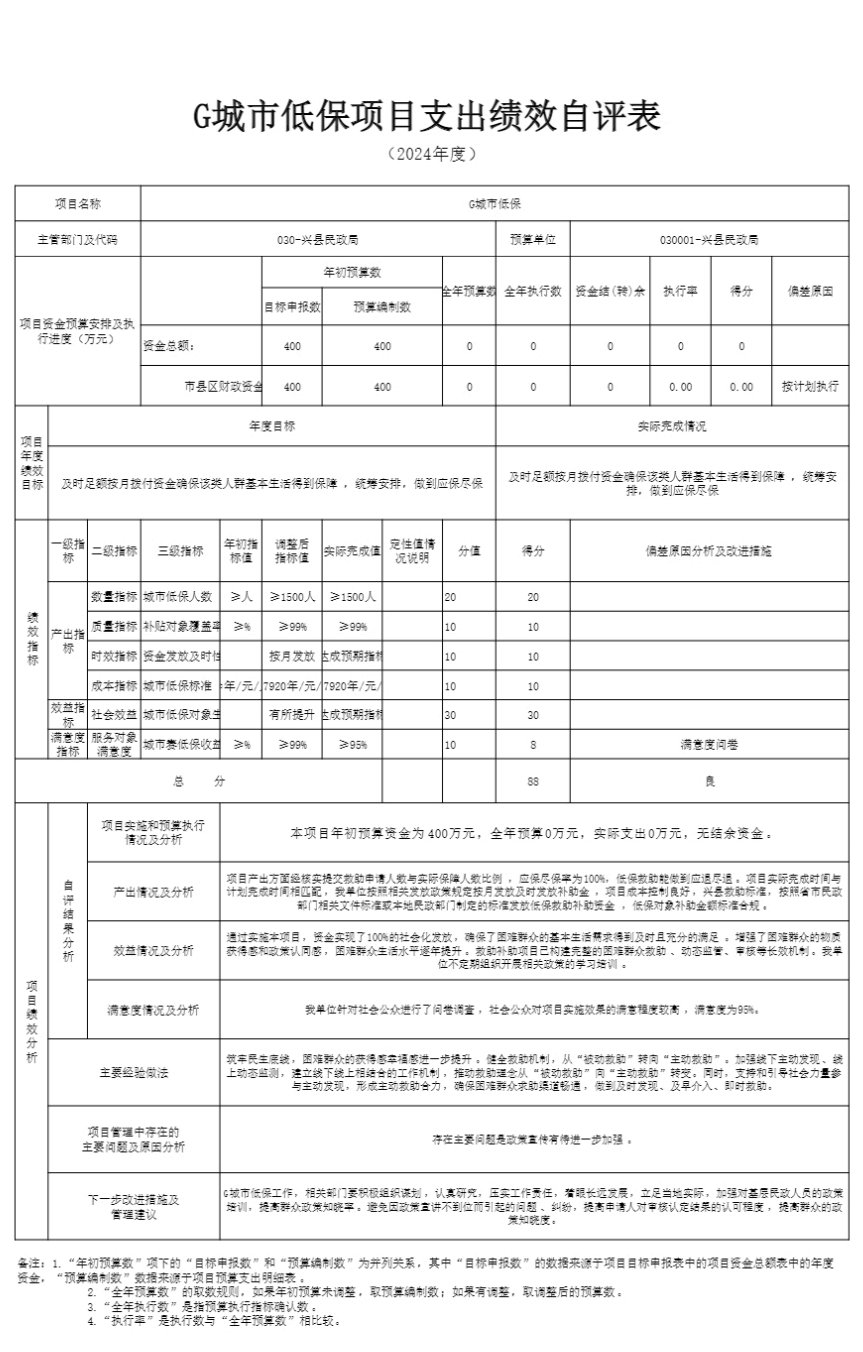 G城市低保项目支出绩效自评表
（2024年度）
项目名称
G城市低保
主管部门及代码
030-兴县民政局
预算单位
030001-兴县民政局
项目资金预算安排及执
行进度（万元）
年初预算数
目标申报数
预算编制数
全年预算数
全年执行数
资金结(转)余
执行率
得分
偏差原因
资金总额:
400
400
0
0
0
0
0
市县区财政资金
400
400
0
0
0
0.00
0.00
按计划执行
项目
年度
绩效
目标
年度目标
实际完成情况
及时足额按月拨付资金确保该类人群基本生活得到保障 ，统筹安排，做到应保尽保
及时足额按月拨付资金确保该类人群基本生活得到保障 ，统筹安
排，做到应保尽保
绩
效
指
标
一级指
标
二级指标
三级指标
年初指
标值
调整后
指标值
实际完成值
定性值情
况说明
分值
得分
偏差原因分析及改进措施
产出指
标
数量指标
城市低保人数
≥人
≥1500人
≥1500人
20
20
质量指标
补贴对象覆盖率
≥%
≥99%
≥99%
10
10
时效指标
资金发放及时性
按月发放
达成预期指标
10
10
成本指标
城市低保标准
年/元/
7920年/元/
7920年/元/
10
10
效益指
标
社会效益
城市低保对象生
有所提升
达成预期指标
30
30
满意度
指标
服务对象
满意度
城市赛低保收益
≥%
≥99%
≥95%
10
8
满意度问卷
总 分
88
良
项
目
绩
效
分
析
自
评
结
果
分
析
项目实施和预算执行
情况及分析
本项目年初预算资金为 400万元，全年预算0万元，实际支出0万元，无结余资金 。
产出情况及分析
项目产出方面经核实提交救助申请人数与实际保障人数比例 ，应保尽保率为100%，低保救助能做到应退尽退 。项目实际完成时间与
计划完成时间相匹配 ，我单位按照相关发放政策规定按月发放及时发放补助金 ，项目成本控制良好，兴县救助标准，按照省市民政
部门相关文件标准或本地民政部门制定的标准发放低保救助补助资金 ，低保对象补助金额标准合规 。
效益情况及分析
通过实施本项目，资金实现了100%的社会化发放，确保了困难群众的基本生活需求得到及时且充分的满足 。增强了困难群众的物质
获得感和政策认同感 ，困难群众生活水平逐年提升 。救助补助项目已构建完整的困难群众救助 、动态监管、审核等长效机制。我单
位不定期组织开展相关政策的学习培训 。
满意度情况及分析
我单位针对社会公众进行了问卷调查 ，社会公众对项目实施效果的满意程度较高 ，满意度为95%。
主要经验做法
筑牢民生底线，困难群众的获得感幸福感进一步提升 。健全救助机制，从“被动救助”转向“主动救助”。加强线下主动发现、线
上动态监测，建立线下线上相结合的工作机制 ，推动救助理念从“被动救助”向“主动救助”转变。同时，支持和引导社会力量参
与主动发现，形成主动救助合力，确保困难群众求助渠道畅通 ，做到及时发现、及早介入、即时救助。
项目管理中存在的
主要问题及原因分析
存在主要问题是政策宣传有待进一步加强 。
下一步改进措施及
管理建议
G城市低保工作，相关部门要积极组织谋划 ，认真研究，压实工作责任，着眼长远发展，立足当地实际，加强对基层民政人员的政策
培训，提高群众政策知晓率 。避免因政策宣讲不到位而引起的问题 、纠纷，提高申请人对审核认定结果的认可程度 ，提高群众的政
策知晓度。
备注：1.“年初预算数”项下的“目标申报数”和“预算编制数”为并列关系，其中“目标申报数”的数据来源于项目目标申报表中的项目资金总额表中的年度
资金，“预算编制数”数据来源于项目预算支出明细表 。
2.“全年预算数”的取数规则，如果年初预算未调整，取预算编制数；如果有调整，取调整后的预算数。
3.“全年执行数”是指预算执行指标确认数。
4.“执行率”是执行数与“全年预算数”相比较。